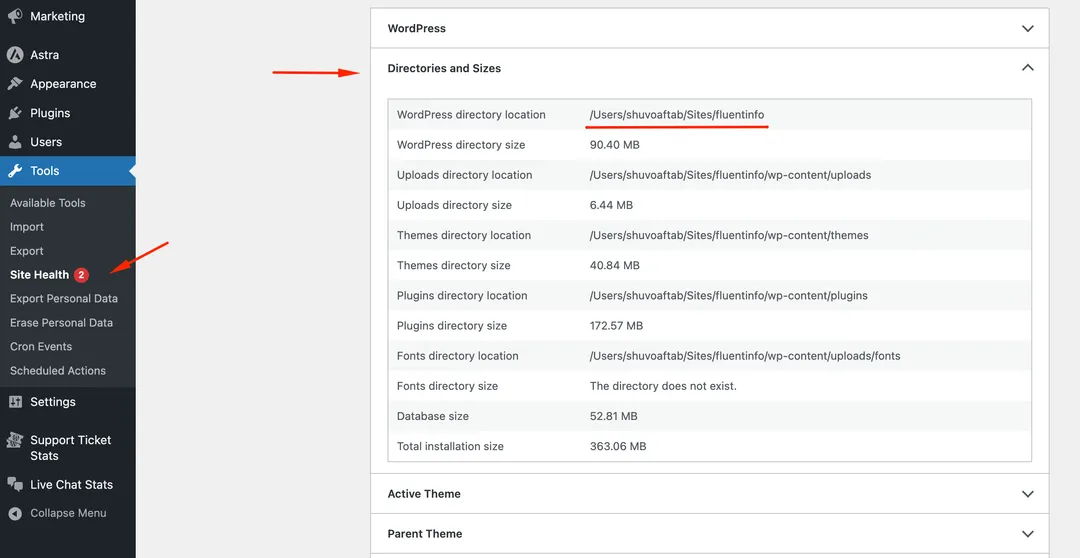 Marketing
Astra
Appearance
Plugins
Users
Tools
Available Tools
Import
Export
Site Health 2
Export Personal Data
Erase Personal Data
Cron Events
Scheduled Actions
Settings
Support Ticket
Stats
Live Chat Stats
Collapse Menu
WordPress
Directories and Sizes
WordPress directory location /Users/shuvoaftab/Sites/fluentinfo
WordPress directory size 90.40 MB
Uploads directory location /Users/shuvoaftab/Sites/fluentinfo/wp-content/uploads
Uploads directory size 6.44 MB
Themes directory location /Users/shuvoaftab/Sites/fluentinfo/wp-content/themes
Themes directory size 40.84 MB
Plugins directory location /Users/shuvoaftab/Sites/fluentinfo/wp-content/plugins
Plugins directory size 172.57 MB
Fonts directory location /Users/shuvoaftab/Sites/fluentinfo/wp-content/uploads/fonts
Fonts directory size The directory does not exist.
Database size 52.81 MB
Total installation size 363.06 MB
Active Theme
Parent Theme